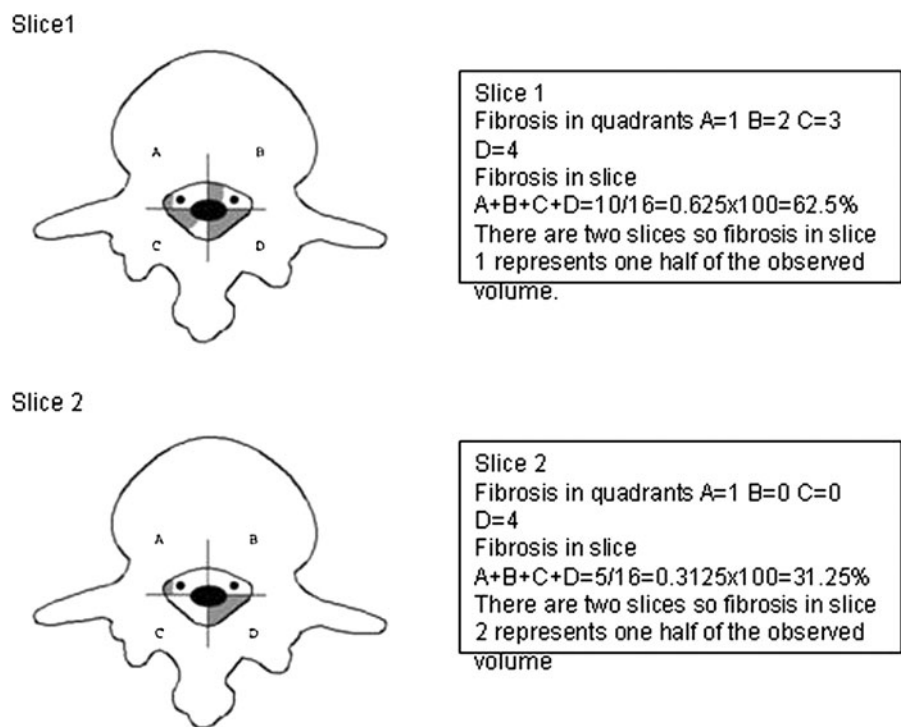 Slice1
A B
C D
Slice 1
Fibrosis in quadrants A=1 B=2 C=3
D=4
Fibrosis in slice
A+B+C+D=10/16=0.625x100=62.5%
There are two slices so fibrosis in slice
1 represents one half of the observed
volume.
Slice 2
A B
C D
Slice 2
Fibrosis in quadrants A=1 B=0 C=0
D=4
Fibrosis in slice
A+B+C+D=5/16=0.3125x100=31.25%
There are two slices so fibrosis in slice
2 represents one half of the observed
volume